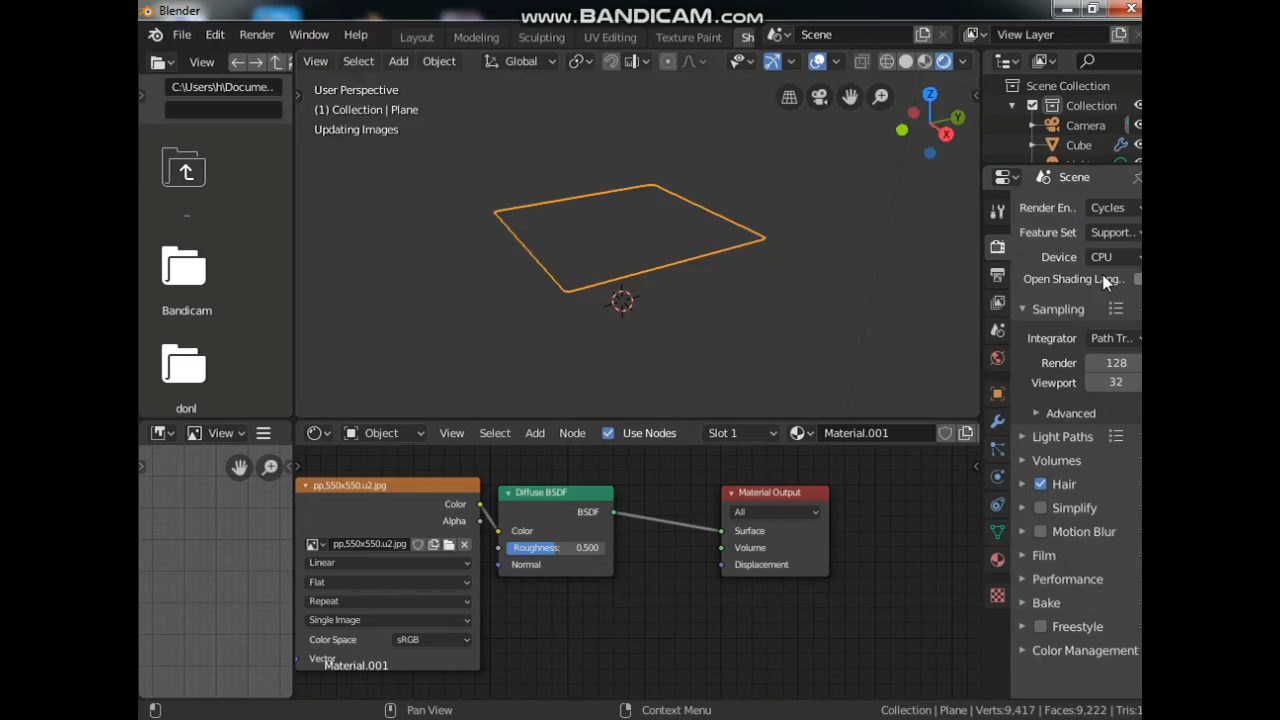 www.BANDICAM.com
Blender
File Edit Render Window Help Layout Modeling Sculpting UV Editing Texture Paint Sh Scene View Layer
View View Select Add Object Global
C:\Users\h\Docume..
User Perspective
(1) Collection | Plane
Updating Images
Z
Y
X
Scene Collection
Collection
Camera
Cube
Scene
..
Bandicam
donl
Render En.. Cycles
Feature Set Support..
Device CPU
Open Shading Lang..
Sampling
Integrator Path Tr..
Render 128
Viewport 32
Advanced
Light Paths
Volumes
Hair
Simplify
Motion Blur
Film
Performance
Bake
Freestyle
Color Management
View Object View Select Add Node Use Nodes Slot 1 Material.001
pp,550x550.u2.jpg
Color
Alpha
pp,550x550.u2.jpg
Linear
Flat
Repeat
Single Image
Color Space sRGB
Vector
Material.001
Diffuse BSDF
BSDF
Color
Roughness: 0.500
Normal
Material Output
All
Surface
Volume
Displacement
Pan View Context Menu Collection | Plane | Verts:9,417 | Faces:9,222 | Tris:1